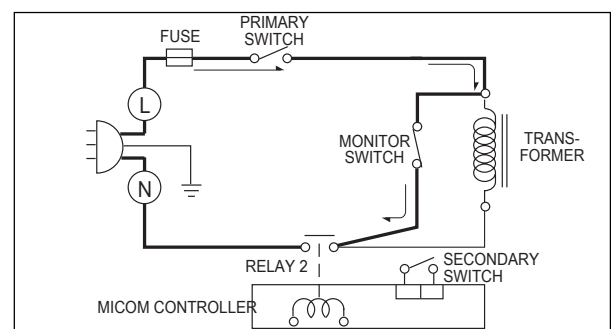 FUSE
PRIMARY
SWITCH
L
MONITOR
SWITCH
TRANS-
FORMER
N
RELAY 2
SECONDARY
SWITCH
MICOM CONTROLLER